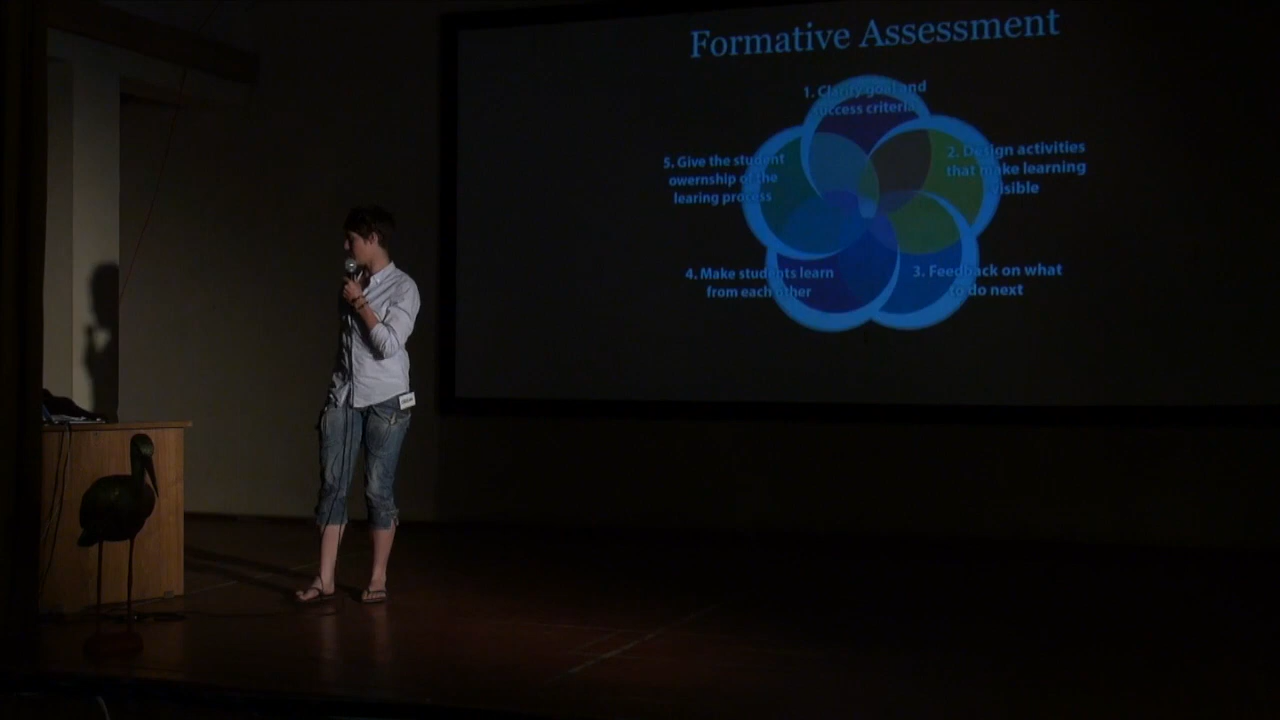 Formative Assessment
1. Clarify goal and
success criteria
2. Design activities
that make learning
visible
3. Feedback on what
to do next
4. Make students learn
from each other
5. Give the student
owernship of the
learing process